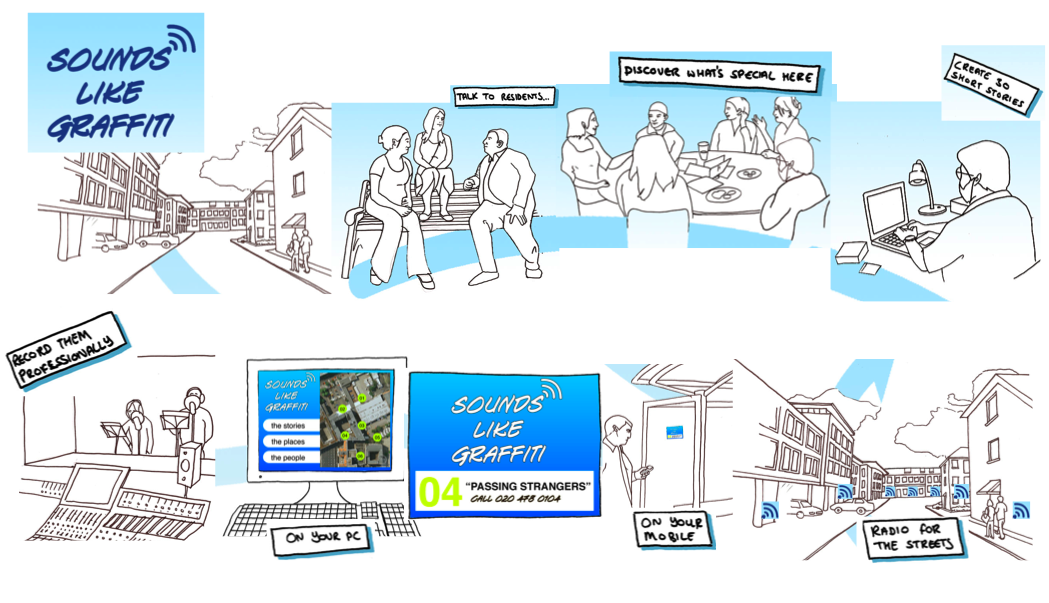 SOUNDS
LIKE
GRAFFITI
TALK TO RESIDENTS...
DISCOVER WHAT'S SPECIAL HERE
CREATE 30
SHORT STORIES
RECORD THEM
PROFESSIONALLY
SOUNDS
LIKE
GRAFFITI
the stories
the places
the people
ON YOUR PC
SOUNDS
LIKE
GRAFFITI
04 "PASSING STRANGERS"
CALL 020 478 0104
ON YOUR
MOBILE
RADIO FOR
THE STREETS